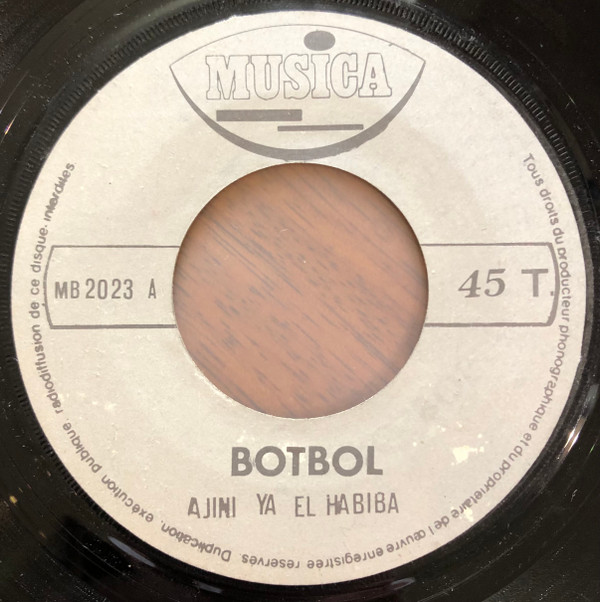 MUSICA
MB 2023 A
45 T.
BOTBOL
AJINI YA EL HABIBA
Tous droits du producteur phonographique et du propriétaire de l'œuvre enregistrée réservés. Duplication. exécution publique. radiodiffusion de ce disque. interdites